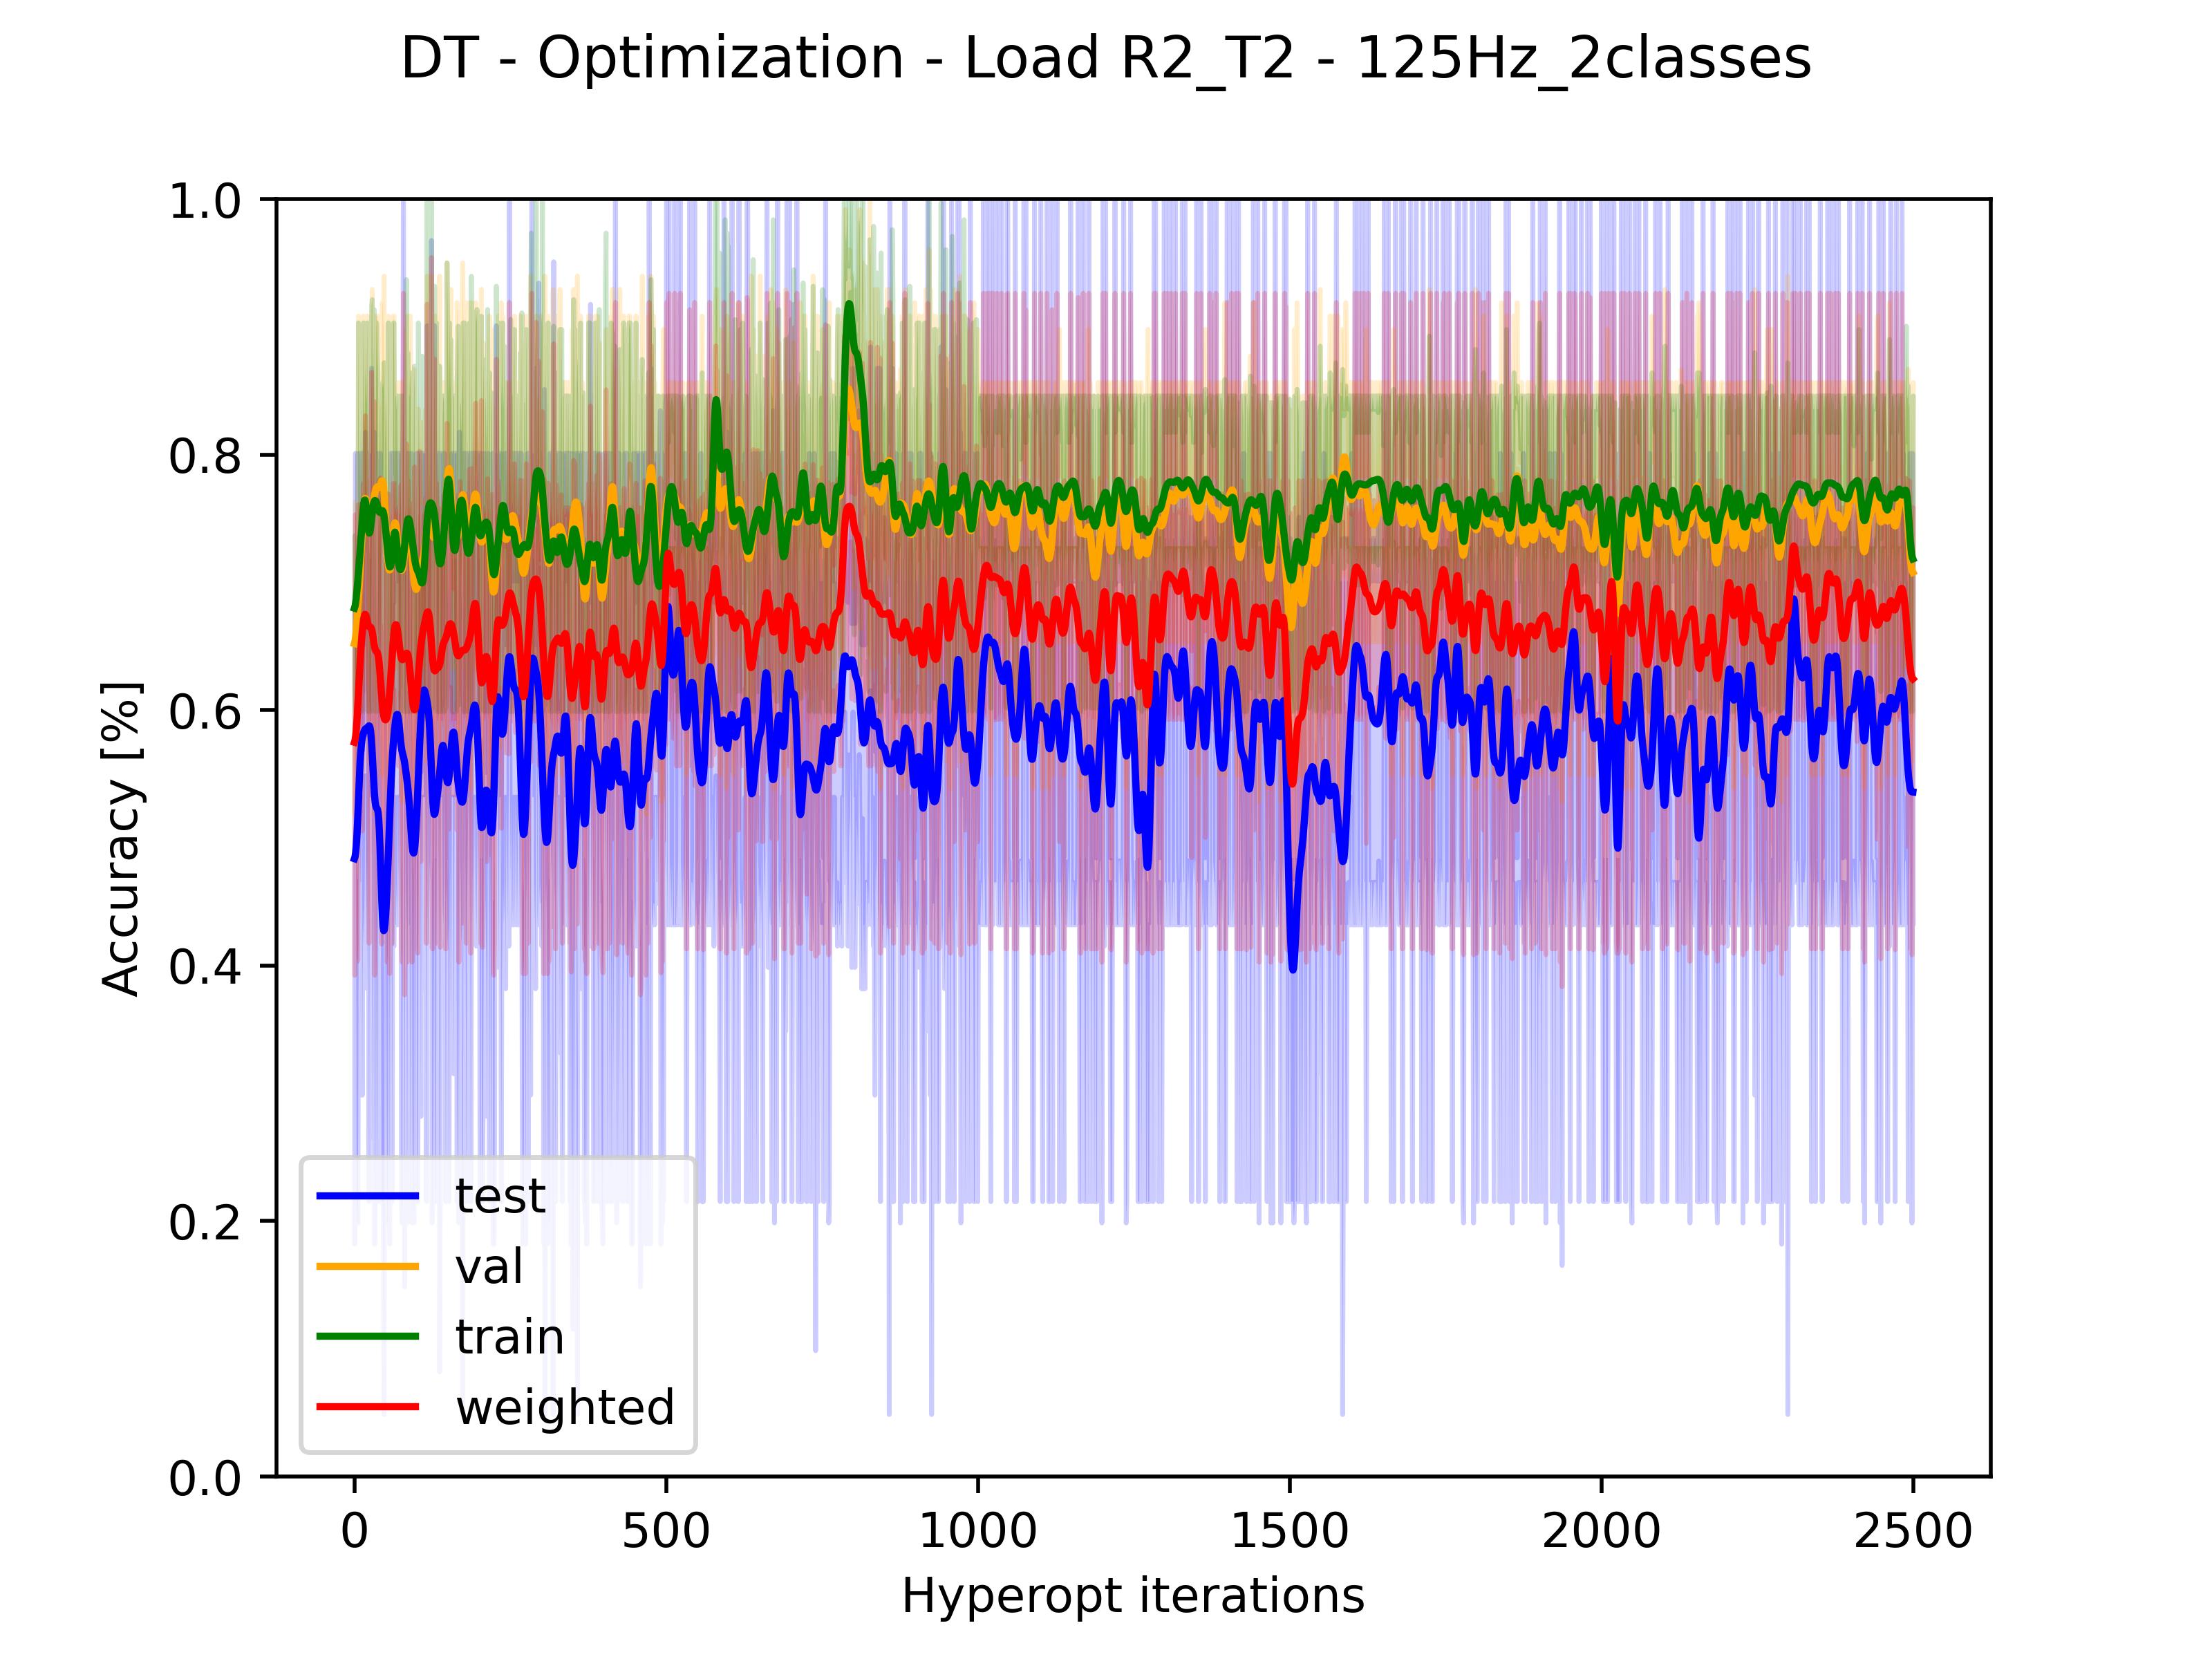 DT - Optimization - Load R2_T2 - 125Hz_2classes
1.0
0.8
0.6
0.4
0.2
0.0
Accuracy [%]
test
val
train
weighted
0
500
1000
1500
2000
2500
Hyperopt iterations